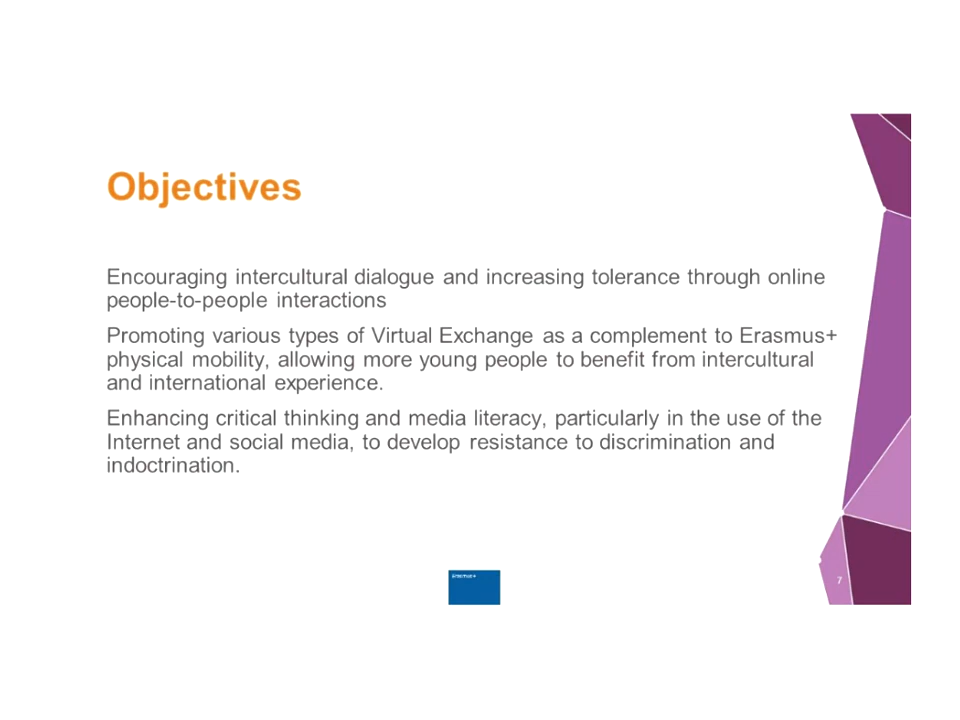 Objectives
Encouraging intercultural dialogue and increasing tolerance through online
people-to-people interactions
Promoting various types of Virtual Exchange as a complement to Erasmus+
physical mobility, allowing more young people to benefit from intercultural
and international experience.
Enhancing critical thinking and media literacy, particularly in the use of the
Internet and social media, to develop resistance to discrimination and
indoctrination.
Erasmus+
7